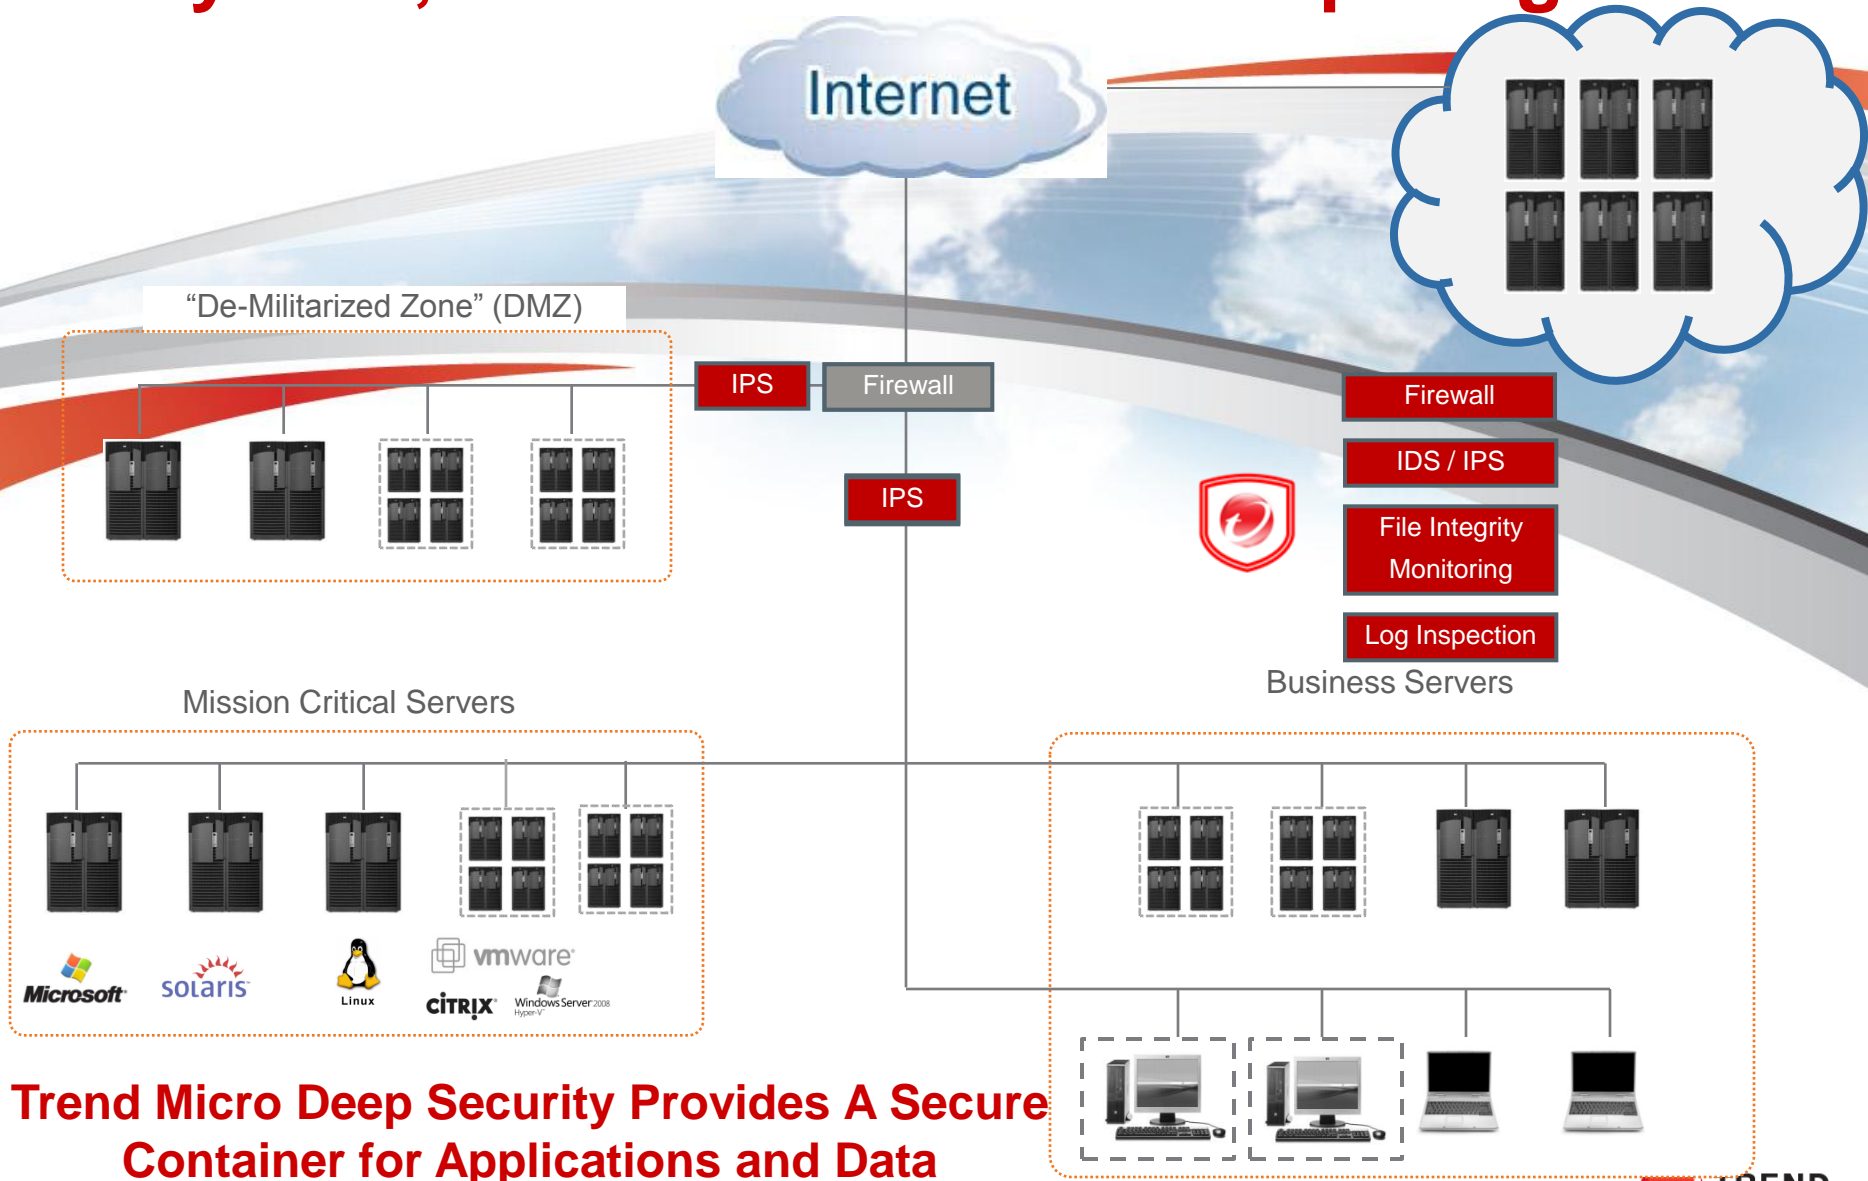 Internet
“De-Militarized Zone” (DMZ)
IPS
Firewall
IPS
Firewall
IDS / IPS
File Integrity
Monitoring
Log Inspection
Business Servers
Mission Critical Servers
Microsoft
solaris
Linux
vmware
CITRIX
Windows Server 2008
Hyper-V
Trend Micro Deep Security Provides A Secure
Container for Applications and Data
TREND